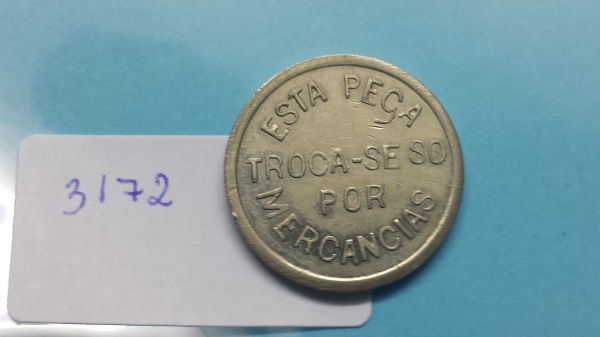 3172
ESTA PEÇA
TROCA-SE SO
POR
MERCANCIAS